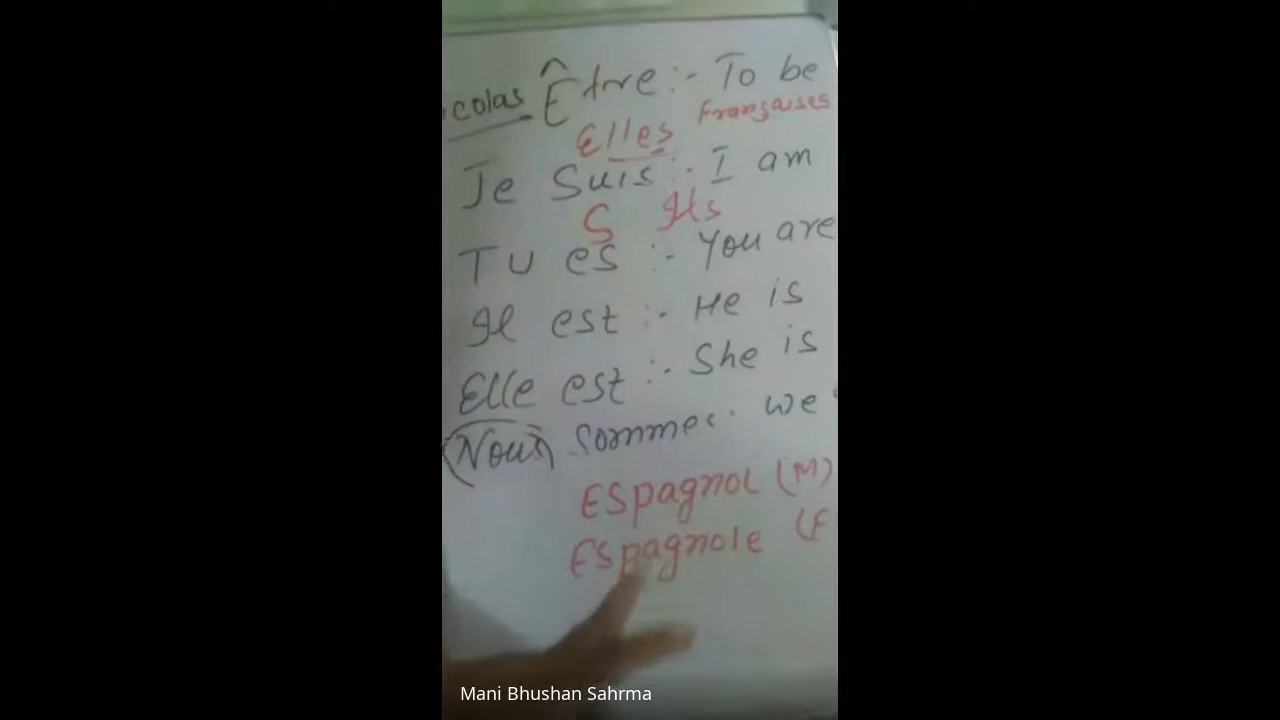 icolas Être :- To be
Elles Françaises
Je Suis :- I am
S Ils
TU es :- You are
Il est :- He is
Elle est :- She is
Nous Sommes we
Espagnol (M)
Espagnole (F
Mani Bhushan Sahrma